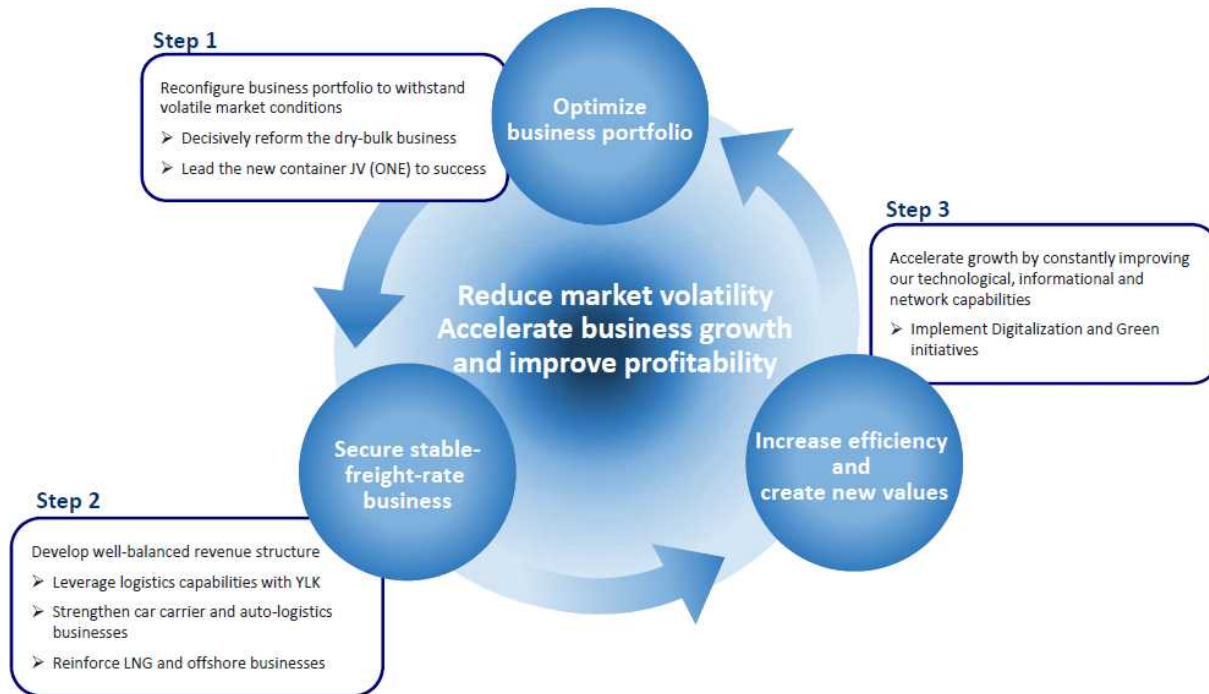 Step 1
Reconfigure business portfolio to withstand
volatile market conditions
➢ Decisively reform the dry-bulk business
➢ Lead the new container JV (ONE) to success
Optimize
business portfolio
Reduce market volatility
Accelerate business growth
and improve profitability
Step 3
Accelerate growth by constantly improving
our technological, informational and
network capabilities
➢ Implement Digitalization and Green
initiatives
Secure stable-
freight-rate
business
Increase efficiency
and
create new values
Step 2
Develop well-balanced revenue structure
➢ Leverage logistics capabilities with YLK
➢ Strengthen car carrier and auto-logistics
businesses
➢ Reinforce LNG and offshore businesses